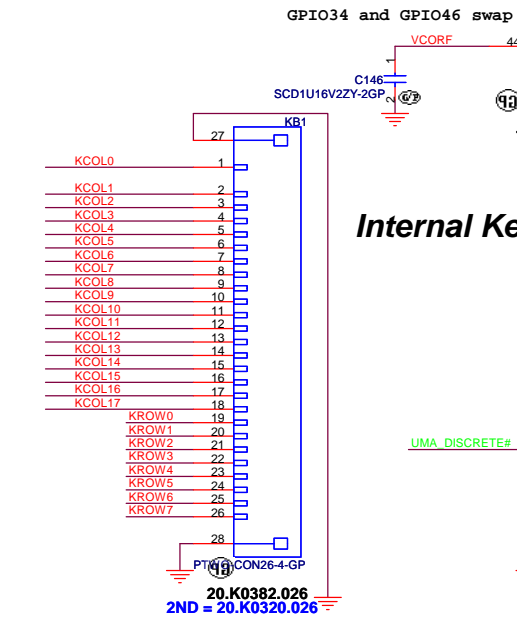 GPIO34 and GPIO46 swap
VCORF
44
1
C146
SCD1U16V2ZY-2GP
2
G/P
KB1
27
KCOL0 1
KCOL1 2
KCOL2 3
KCOL3 4
KCOL4 5
KCOL5 6
KCOL6 7
KCOL7 8
KCOL8 9
KCOL9 10
KCOL10 11
KCOL11 12
KCOL12 13
KCOL13 14
KCOL14 15
KCOL15 16
KCOL16 17
KCOL17 18
KROW0 19
KROW1 20
KROW2 21
KROW3 22
KROW4 23
KROW5 24
KROW6 25
KROW7 26
28
Internal Ke
UMA_DISCRETE#
-CON26-4-GP
20.K0382.026
2ND = 20.K0320.026